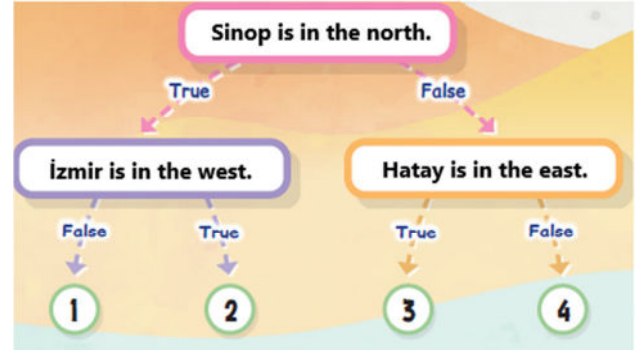 Sinop is in the north.
True
False
İzmir is in the west.
Hatay is in the east.
False
True
True
False
1
2
3
4